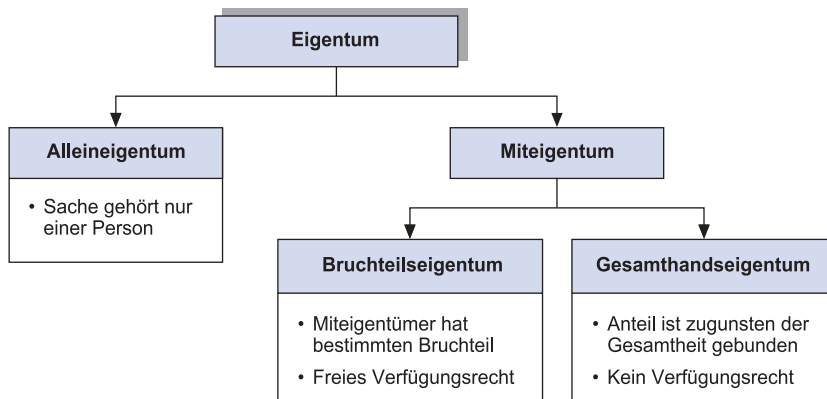 Eigentum
Alleineigentum
• Sache gehört nur
einer Person
Miteigentum
Bruchteilseigentum
• Miteigentümer hat
bestimmten Bruchteil
• Freies Verfügungsrecht
Gesamthandseigentum
• Anteil ist zugunsten der
Gesamtheit gebunden
• Kein Verfügungsrecht